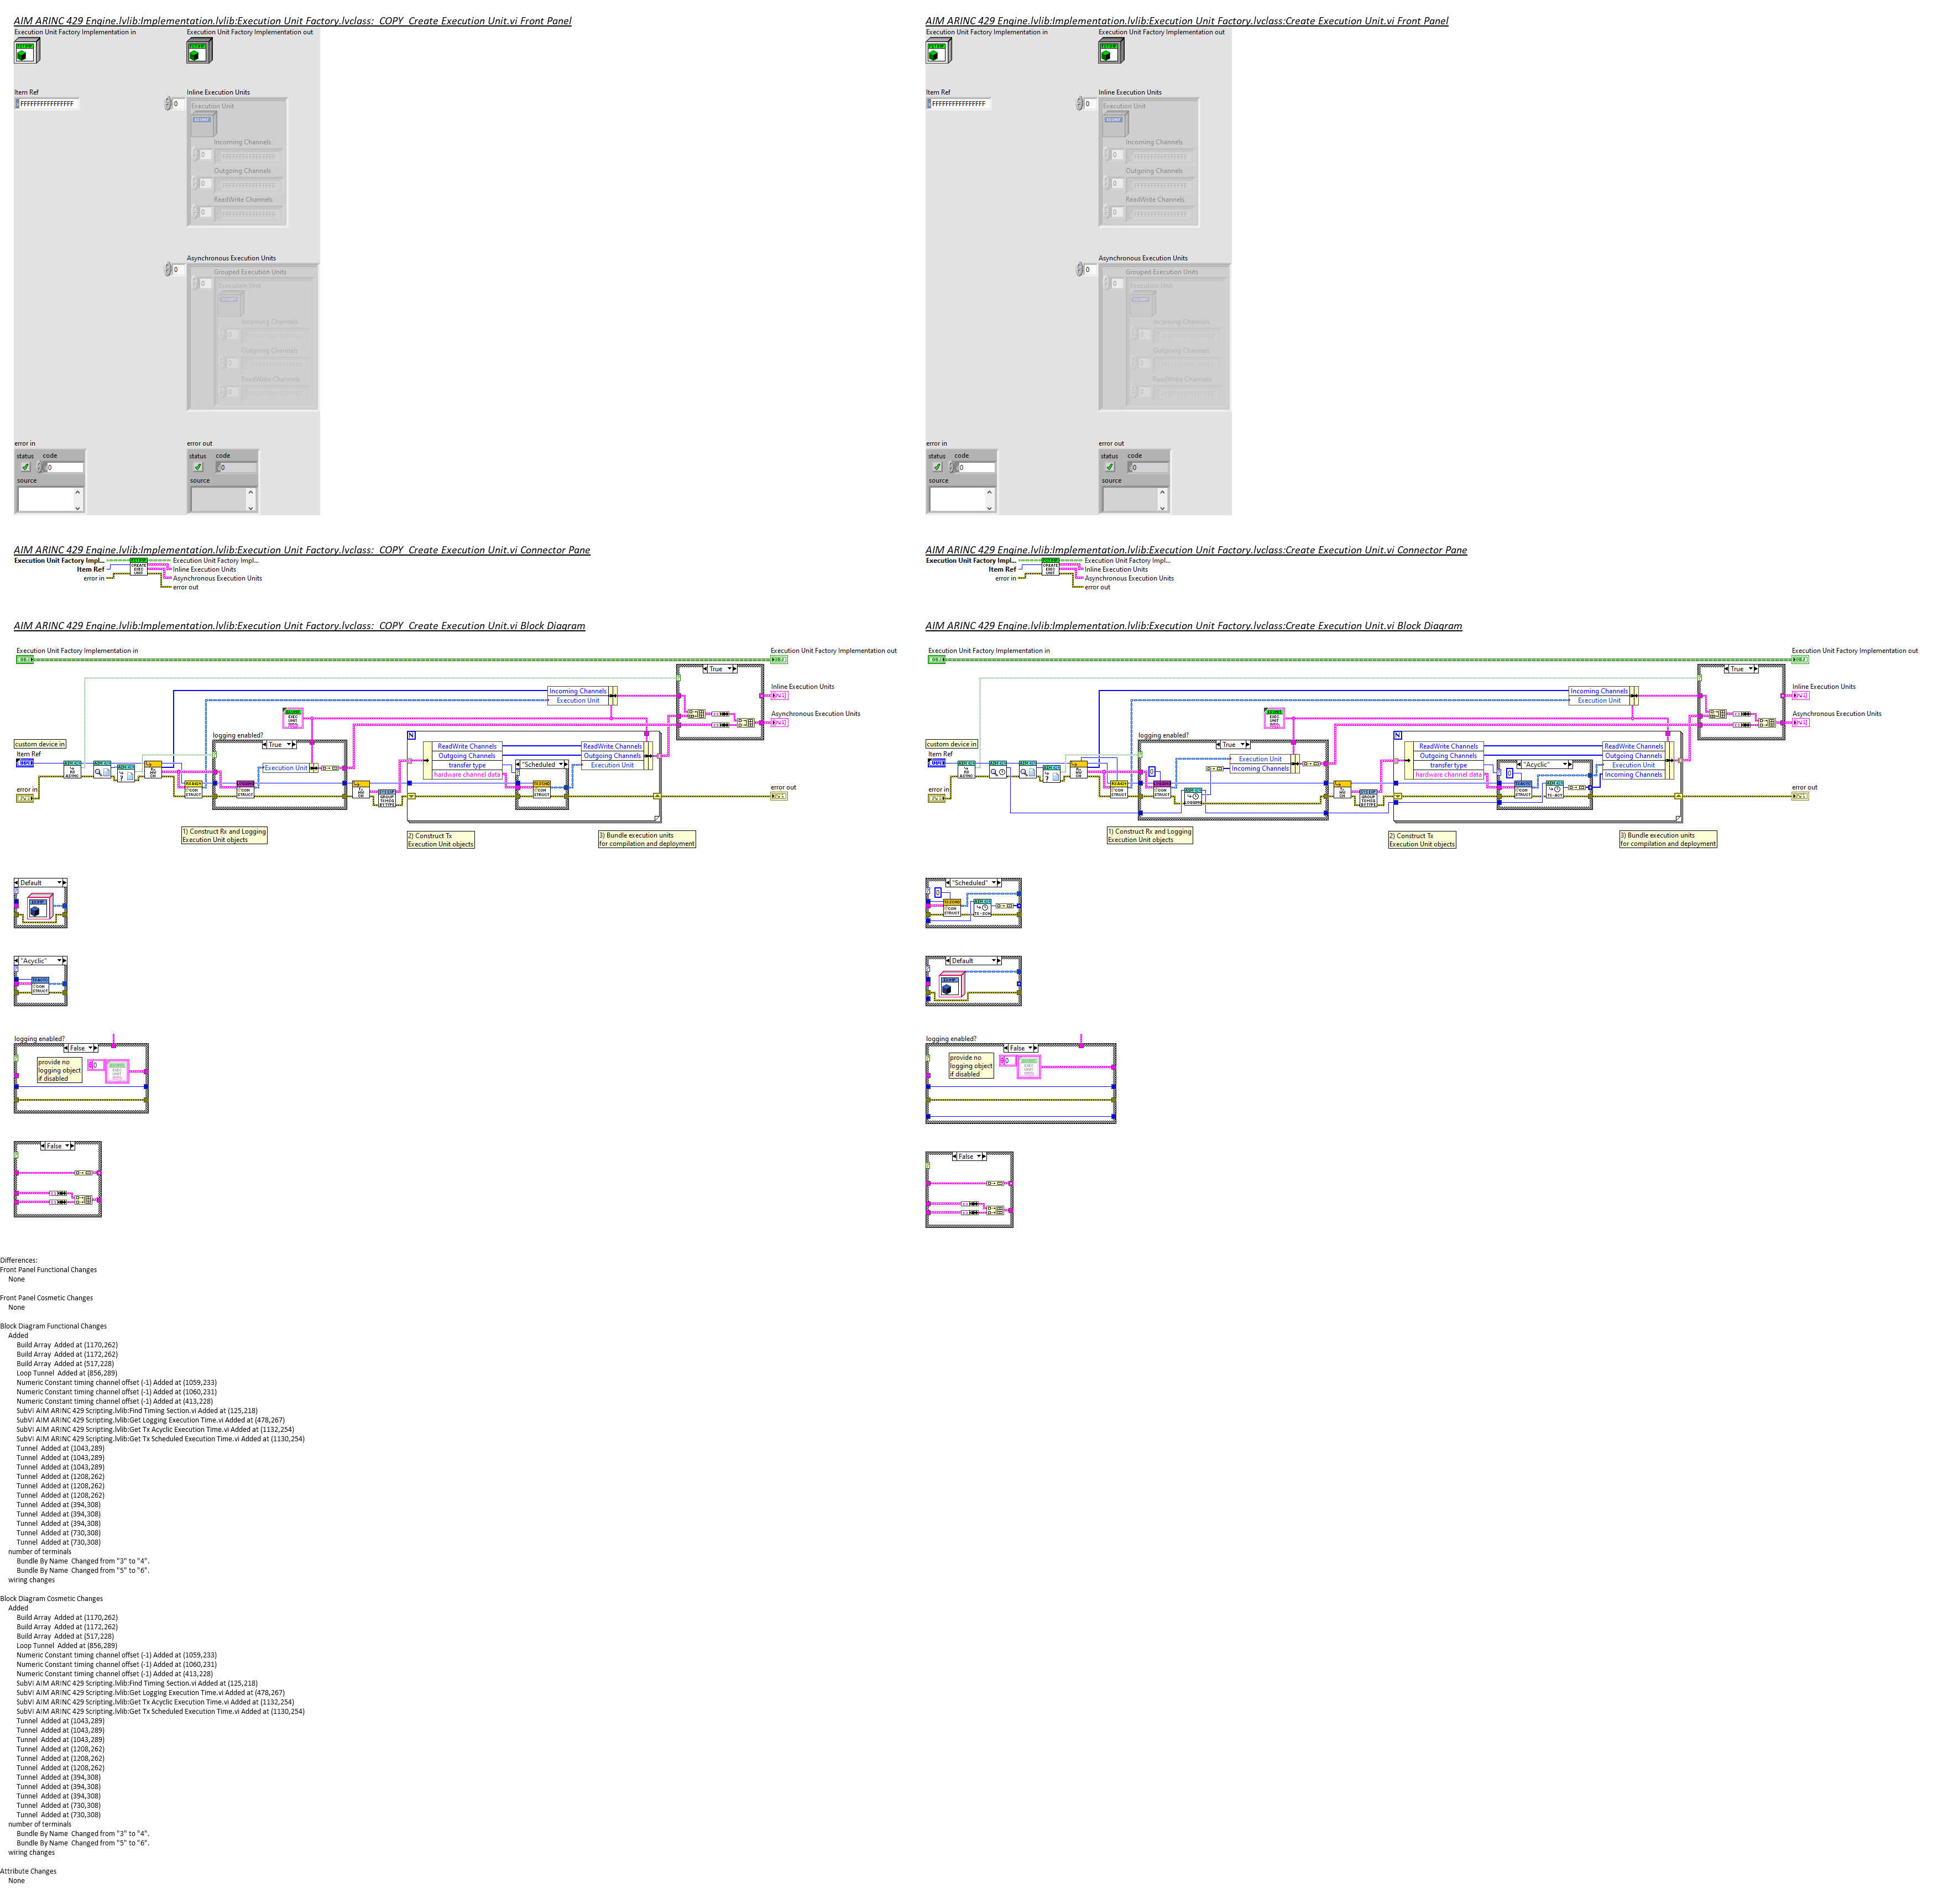 AIM ARINC 429 Engine.lvlib:Implementation.lvlib:Execution Unit Factory.lvclass:_COPY_Create Execution Unit.vi Front Panel
Execution Unit Factory Implementation in
Execution Unit Factory Implementation out
Item Ref
FFFFFFFFFFFFFFFF
Inline Execution Units
0
Execution Unit
Incoming Channels
0
FFFFFFFFFFFFFFFF
Outgoing Channels
0
FFFFFFFFFFFFFFFF
ReadWrite Channels
0
FFFFFFFFFFFFFFFF
Asynchronous Execution Units
0
Grouped Execution Units
0
Execution Unit
Incoming Channels
0
Outgoing Channels
0
ReadWrite Channels
0
error in
status code
0
source
error out
status code
0
source
AIM ARINC 429 Engine.lvlib:Implementation.lvlib:Execution Unit Factory.lvclass:_COPY_Create Execution Unit.vi Connector Pane
Execution Unit Factory Impl...
Item Ref
error in
CREATE EXEC UNIT
Execution Unit Factory Impl...
Inline Execution Units
Asynchronous Execution Units
error out
AIM ARINC 429 Engine.lvlib:Implementation.lvlib:Execution Unit Factory.lvclass:_COPY_Create Execution Unit.vi Block Diagram
Execution Unit Factory Implementation in
Execution Unit Factory Implementation out
True
Inline Execution Units
Asynchronous Execution Units
Incoming Channels
Execution Unit
custom device in
Item Ref
error in
logging enabled?
True
Execution Unit
N
ReadWrite Channels
Outgoing Channels
transfer type
hardware channel data
"Scheduled
ReadWrite Channels
Outgoing Channels
Execution Unit
error out
1) Construct Rx and Logging
Execution Unit objects
2) Construct Tx
Execution Unit objects
3) Bundle execution units
for compilation and deployment
Default
"Acyclic"
logging enabled?
False
provide no
logging object
if disabled
0
False
AIM ARINC 429 Engine.lvlib:Implementation.lvlib:Execution Unit Factory.lvclass:Create Execution Unit.vi Front Panel
Execution Unit Factory Implementation in
Execution Unit Factory Implementation out
Item Ref
FFFFFFFFFFFFFFFF
Inline Execution Units
0
Execution Unit
Incoming Channels
0
FFFFFFFFFFFFFFFF
Outgoing Channels
0
FFFFFFFFFFFFFFFF
ReadWrite Channels
0
FFFFFFFFFFFFFFFF
Asynchronous Execution Units
0
Grouped Execution Units
0
Execution Unit
Incoming Channels
0
Outgoing Channels
0
ReadWrite Channels
0
error in
status code
0
source
error out
status code
0
source
AIM ARINC 429 Engine.lvlib:Implementation.lvlib:Execution Unit Factory.lvclass:Create Execution Unit.vi Connector Pane
Execution Unit Factory Impl...
Item Ref
error in
CREATE EXEC UNIT
Execution Unit Factory Impl...
Inline Execution Units
Asynchronous Execution Units
error out
AIM ARINC 429 Engine.lvlib:Implementation.lvlib:Execution Unit Factory.lvclass:Create Execution Unit.vi Block Diagram
Execution Unit Factory Implementation in
Execution Unit Factory Implementation out
True
Inline Execution Units
Asynchronous Execution Units
Incoming Channels
Execution Unit
custom device in
Item Ref
error in
logging enabled?
True
Execution Unit
Incoming Channels
N
ReadWrite Channels
Outgoing Channels
transfer type
hardware channel data
"Acyclic"
ReadWrite Channels
Outgoing Channels
Execution Unit
Incoming Channels
error out
1) Construct Rx and Logging
Execution Unit objects
2) Construct Tx
Execution Unit objects
3) Bundle execution units
for compilation and deployment
"Scheduled"
Default
logging enabled?
False
provide no
logging object
if disabled
0
False
Differences:
Front Panel Functional Changes
None
Front Panel Cosmetic Changes
None
Block Diagram Functional Changes
Added
Build Array Added at (1170,262)
Build Array Added at (1172,262)
Build Array Added at (517,228)
Loop Tunnel Added at (856,289)
Numeric Constant timing channel offset (-1) Added at (1059,233)
Numeric Constant timing channel offset (-1) Added at (1060,231)
Numeric Constant timing channel offset (-1) Added at (413,228)
SubVI AIM ARINC 429 Scripting.lvlib:Find Timing Section.vi Added at (125,218)
SubVI AIM ARINC 429 Scripting.lvlib:Get Logging Execution Time.vi Added at (478,267)
SubVI AIM ARINC 429 Scripting.lvlib:Get Tx Acyclic Execution Time.vi Added at (1132,254)
SubVI AIM ARINC 429 Scripting.lvlib:Get Tx Scheduled Execution Time.vi Added at (1130,254)
Tunnel Added at (1043,289)
Tunnel Added at (1043,289)
Tunnel Added at (1043,289)
Tunnel Added at (1208,262)
Tunnel Added at (1208,262)
Tunnel Added at (1208,262)
Tunnel Added at (394,308)
Tunnel Added at (394,308)
Tunnel Added at (394,308)
Tunnel Added at (730,308)
Tunnel Added at (730,308)
number of terminals
Bundle By Name Changed from "3" to "4".
Bundle By Name Changed from "5" to "6".
wiring changes
Block Diagram Cosmetic Changes
Added
Build Array Added at (1170,262)
Build Array Added at (1172,262)
Build Array Added at (517,228)
Loop Tunnel Added at (856,289)
Numeric Constant timing channel offset (-1) Added at (1059,233)
Numeric Constant timing channel offset (-1) Added at (1060,231)
Numeric Constant timing channel offset (-1) Added at (413,228)
SubVI AIM ARINC 429 Scripting.lvlib:Find Timing Section.vi Added at (125,218)
SubVI AIM ARINC 429 Scripting.lvlib:Get Logging Execution Time.vi Added at (478,267)
SubVI AIM ARINC 429 Scripting.lvlib:Get Tx Acyclic Execution Time.vi Added at (1132,254)
SubVI AIM ARINC 429 Scripting.lvlib:Get Tx Scheduled Execution Time.vi Added at (1130,254)
Tunnel Added at (1043,289)
Tunnel Added at (1043,289)
Tunnel Added at (1043,289)
Tunnel Added at (1208,262)
Tunnel Added at (1208,262)
Tunnel Added at (1208,262)
Tunnel Added at (394,308)
Tunnel Added at (394,308)
Tunnel Added at (394,308)
Tunnel Added at (730,308)
Tunnel Added at (730,308)
number of terminals
Bundle By Name Changed from "3" to "4".
Bundle By Name Changed from "5" to "6".
wiring changes
Attribute Changes
None